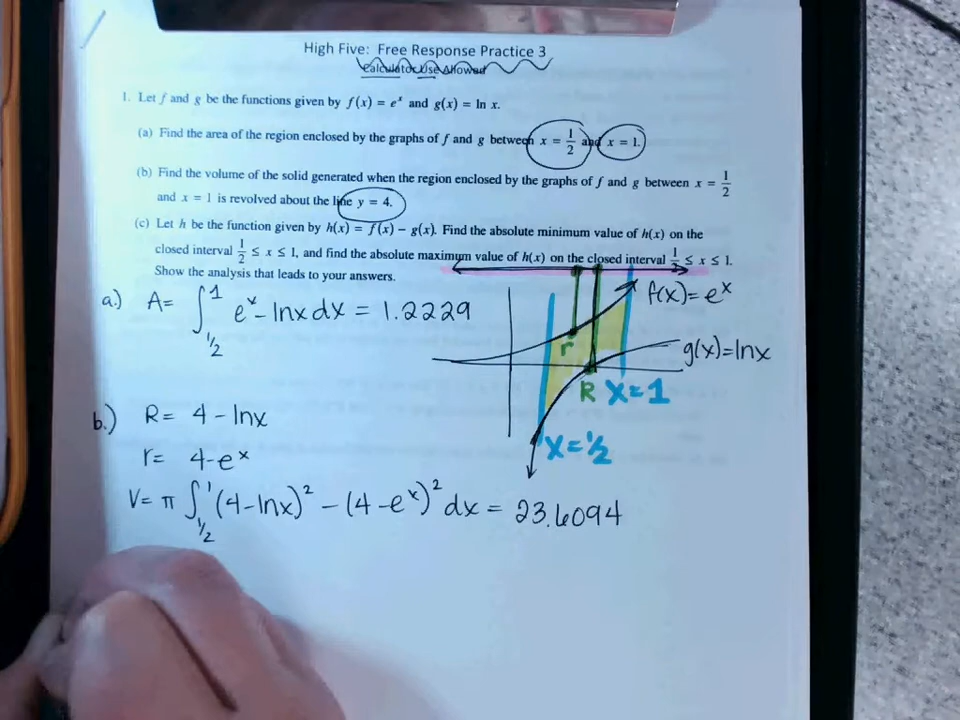 High Five: Free Response Practice 3
Calculator Use Allowed
1. Let f and g be the functions given by f(x) = e^x and g(x) = ln x.
(a) Find the area of the region enclosed by the graphs of f and g between x = 1/2 and x = 1.
(b) Find the volume of the solid generated when the region enclosed by the graphs of f and g between x = 1/2
and x = 1 is revolved about the line y = 4.
(c) Let h be the function given by h(x) = f(x) − g(x). Find the absolute minimum value of h(x) on the
closed interval 1/2 ≤ x ≤ 1, and find the absolute maximum value of h(x) on the closed interval 1/2 ≤ x ≤ 1.
Show the analysis that leads to your answers.
a.) A= ∫_{1/2}^{1} e^x − lnx dx = 1.2229
f(x)=e^x
r
g(x)=lnx
R X=1
X=1/2
b.) R= 4 − lnx
r= 4−e^x
V= π ∫_{1/2}^{1} (4−lnx)^2 − (4−e^x)^2 dx = 23.6094